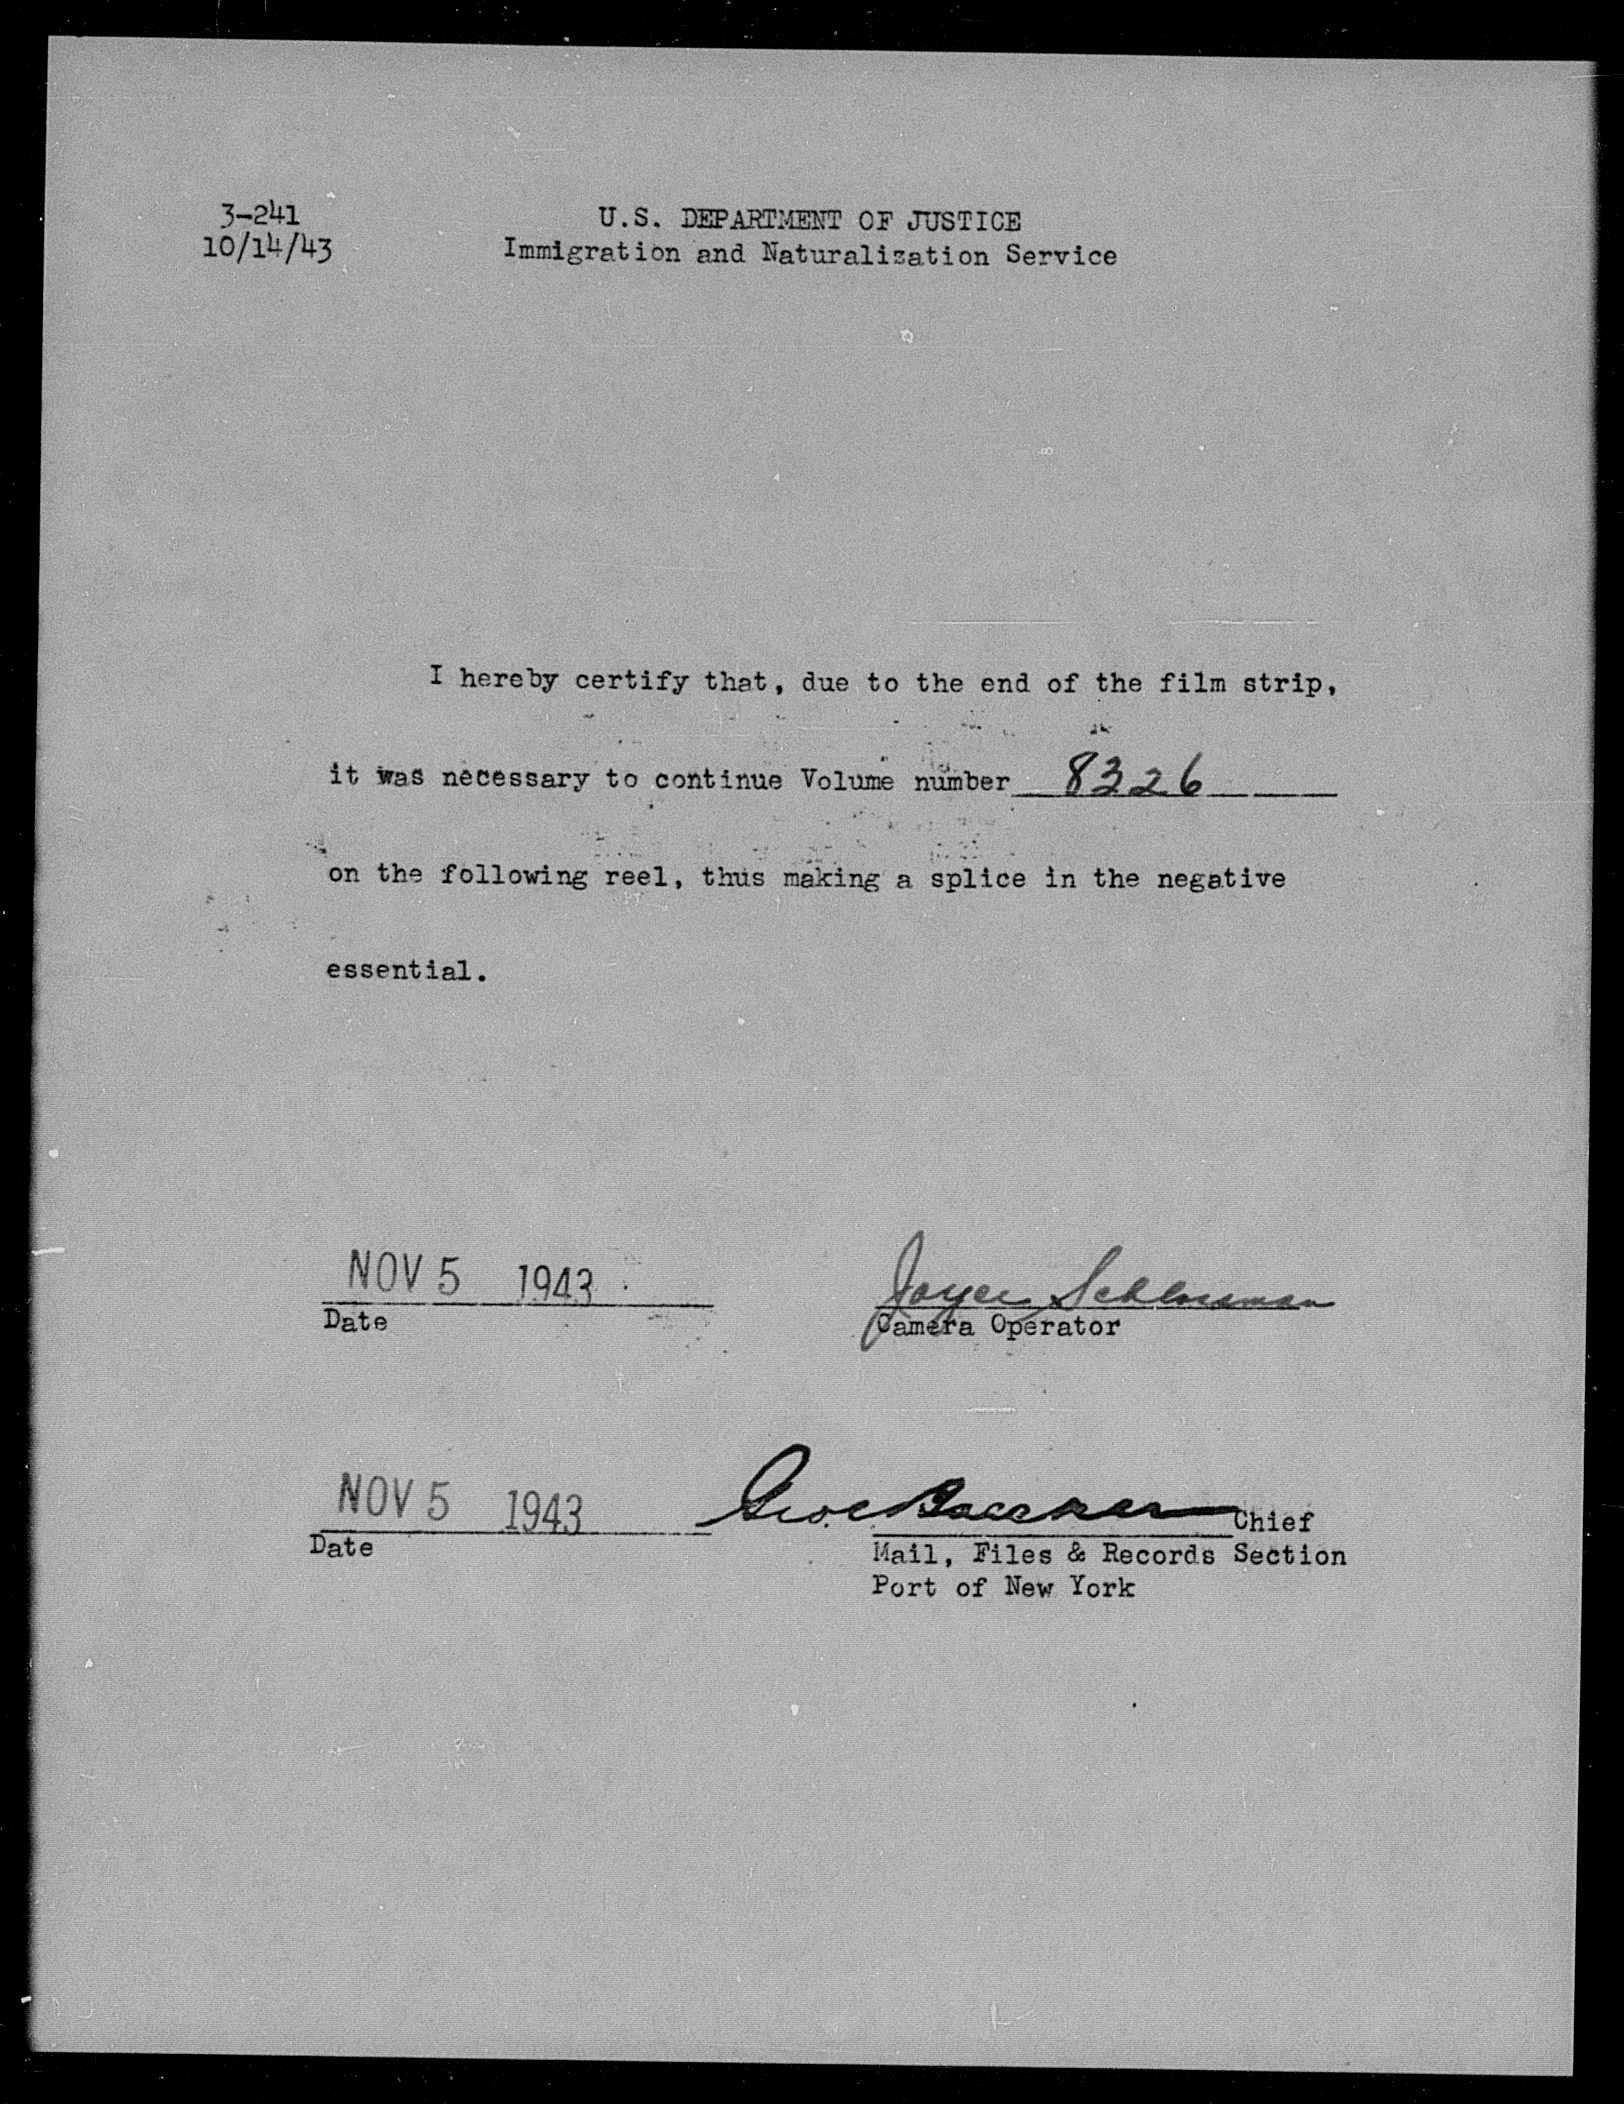 3-241
10/14/43
U.S. DEPARTMENT OF JUSTICE
Immigration and Naturalization Service
I hereby certify that, due to the end of the film strip,
it was necessary to continue Volume number 8326
on the following reel, thus making a splice in the negative
essential.
NOV 5 1943
Date
Joyce
Camera Operator
NOV 5 1943
Date
Chief
Mail, Files & Records Section
Port of New York